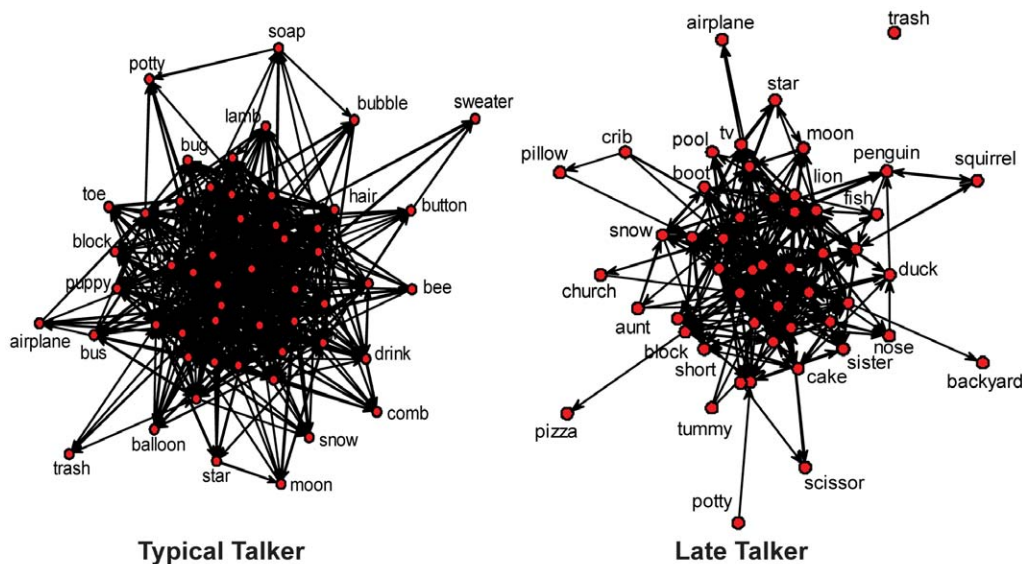 soap
potty
bubble
sweater
lamb
bug
toe
hair
button
block
puppy
bee
airplane
bus
drink
comb
balloon
snow
trash
star
moon
Typical Talker
airplane
trash
star
crib
pool
tv
moon
pillow
penguin
squirrel
boot
lion
fish
snow
church
duck
aunt
block
short
nose
sister
cake
backyard
pizza
tummy
scissor
potty
Late Talker